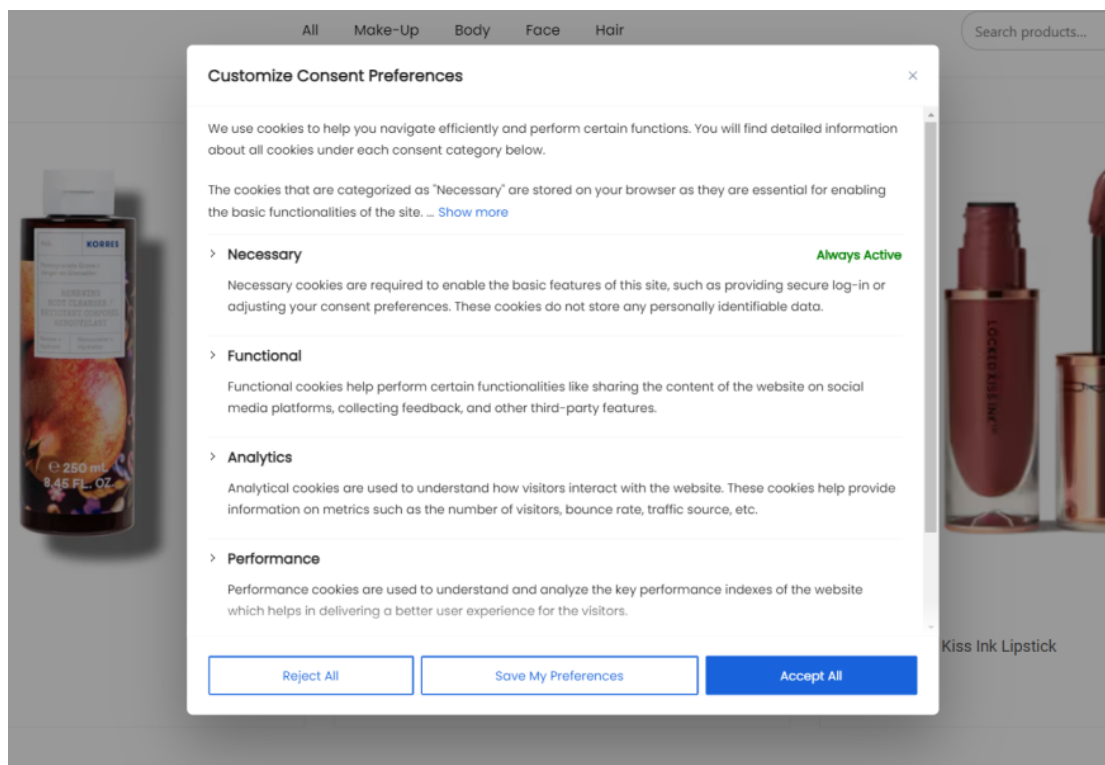 All Make-Up Body Face Hair
Search products...
Customize Consent Preferences
×
We use cookies to help you navigate efficiently and perform certain functions. You will find detailed information
about all cookies under each consent category below.
The cookies that are categorized as "Necessary" are stored on your browser as they are essential for enabling
the basic functionalities of the site. ... Show more
Necessary
Always Active
Necessary cookies are required to enable the basic features of this site, such as providing secure log-in or
adjusting your consent preferences. These cookies do not store any personally identifiable data.
Functional
Functional cookies help perform certain functionalities like sharing the content of the website on social
media platforms, collecting feedback, and other third-party features.
Analytics
Analytical cookies are used to understand how visitors interact with the website. These cookies help provide
information on metrics such as the number of visitors, bounce rate, traffic source, etc.
Performance
Performance cookies are used to understand and analyze the key performance indexes of the website
which helps in delivering a better user experience for the visitors.
Reject All
Save My Preferences
Accept All
KORRES
RENEWING
BODY CLEANSER /
NETTOYANT CORPOREL
RENOUVELANT
℮ 250 mL
8.45 FL. OZ.
LOCKED KISS INK™
Kiss Ink Lipstick